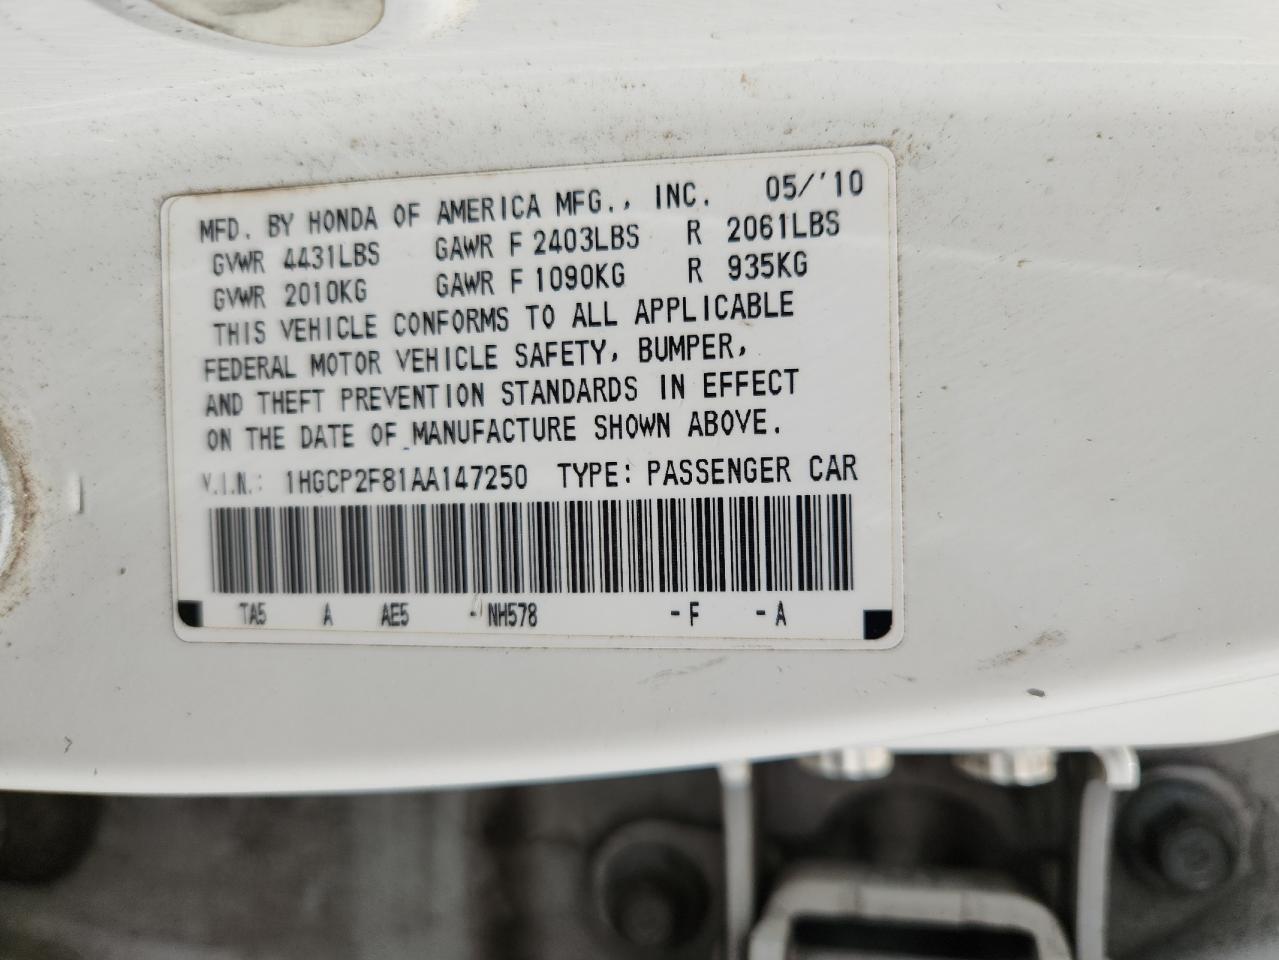 MFD. BY HONDA OF AMERICA MFG., INC. 05/'10
GVWR 4431LBS GAWR F 2403LBS R 2061LBS
GVWR 2010KG GAWR F 1090KG R 935KG
THIS VEHICLE CONFORMS TO ALL APPLICABLE
FEDERAL MOTOR VEHICLE SAFETY, BUMPER,
AND THEFT PREVENTION STANDARDS IN EFFECT
ON THE DATE OF MANUFACTURE SHOWN ABOVE.
V.I.N.: 1HGCP2F81AA147250 TYPE: PASSENGER CAR
TA5 A AE5 - NH578 - F - A